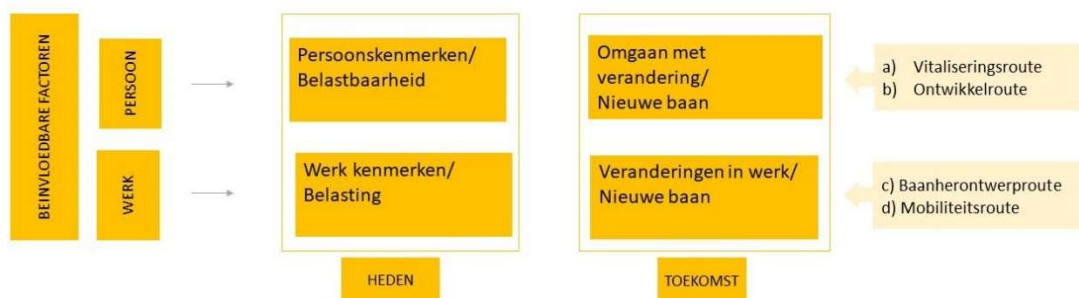 BEINVLOEDBARE FACTOREN
PERSOON
Persoonskenmerken/
Belastbaarheid
Omgaan met
verandering/
Nieuwe baan
a) Vitaliseringsroute
b) Ontwikkelroute
WERK
Werk kenmerken/
Belasting
Veranderingen in werk/
Nieuwe baan
c) Baanherontwerproute
d) Mobiliteitsroute
HEDEN
TOEKOMST